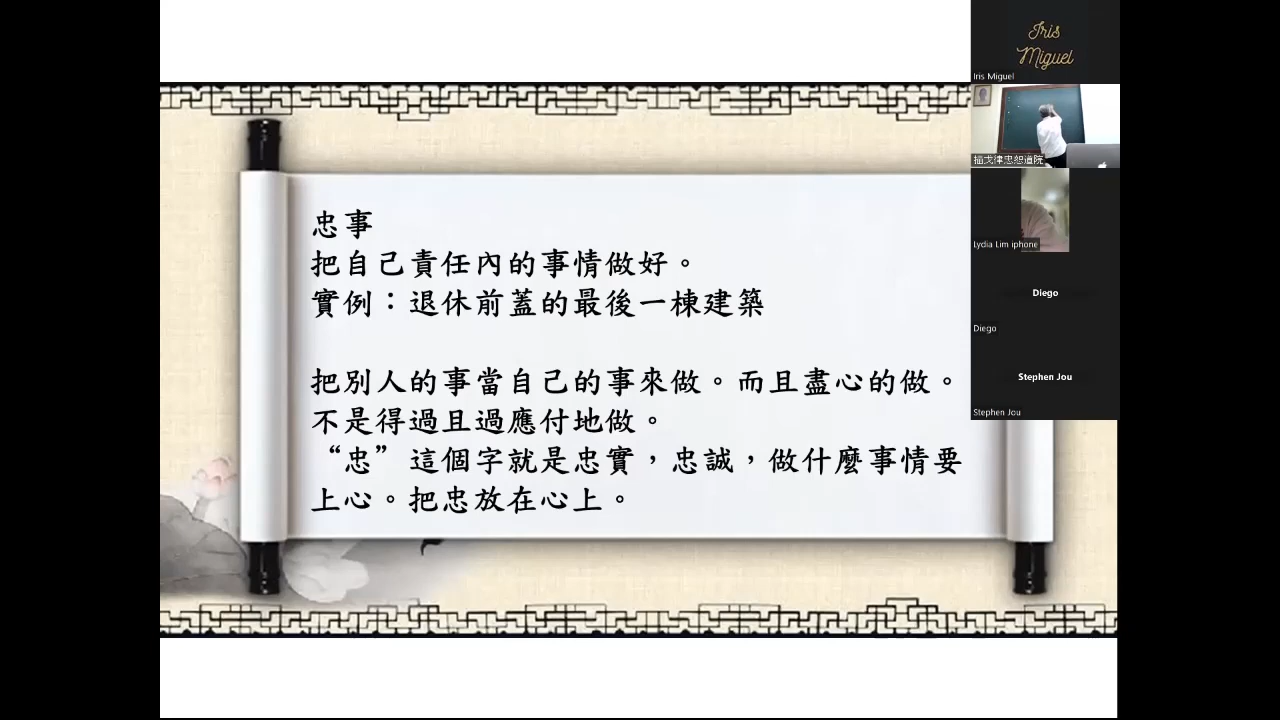 忠事
把自己責任內的事情做好。
實例：退休前蓋的最後一棟建築
把別人的事當自己的事來做。而且盡心的做。
不是得過且過應付地做。
“忠”這個字就是忠實，忠誠，做什麼事情要
上心。把忠放在心上。
Iris
Miguel
Iris Miguel
Lydia Lim iphone
Diego
Diego
Stephen Jou
Stephen Jou